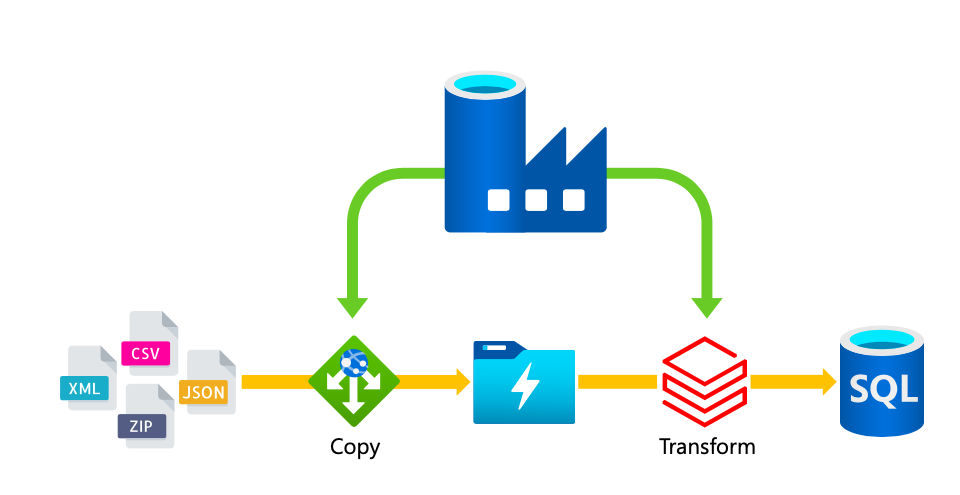 CSV
XML
JSON
ZIP
SQL
Copy
Transform